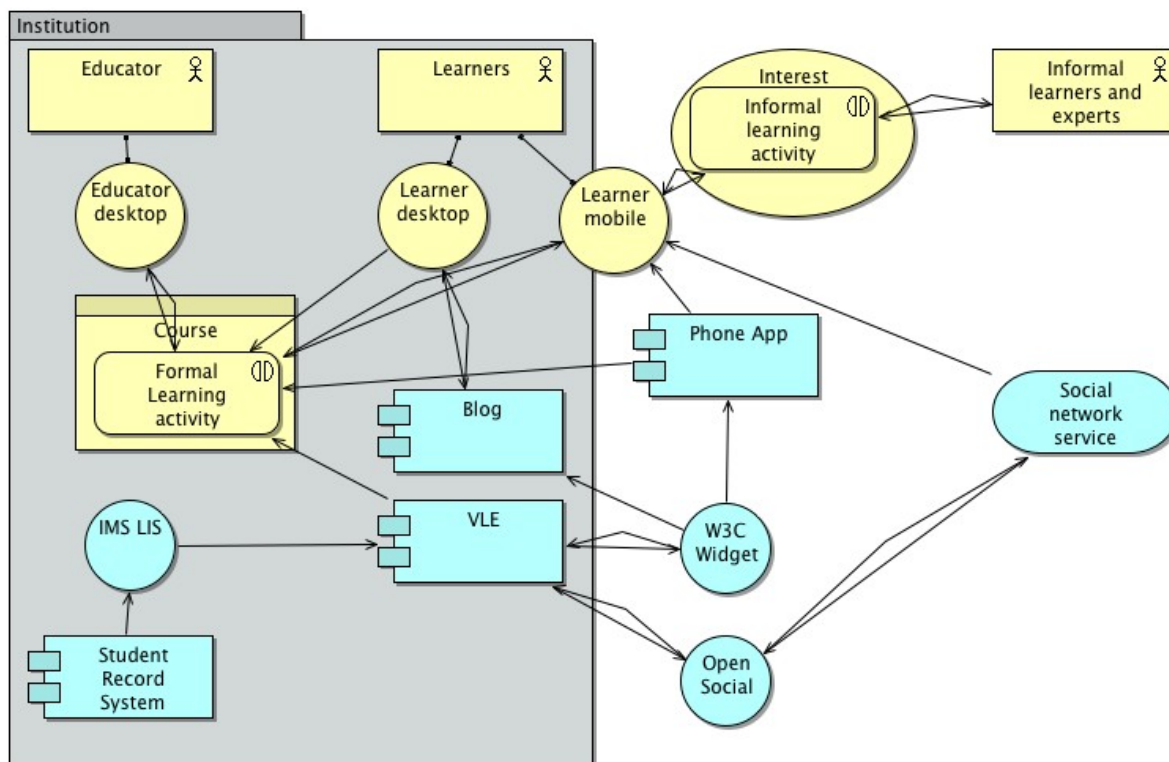 Institution
Educator
Learners
Interest
Informal
learning
activity
Informal
learners and
experts
Educator
desktop
Learner
desktop
Learner
mobile
Course
Formal
Learning
activity
Phone App
Blog
Social
network
service
IMS LIS
VLE
W3C
Widget
Student
Record
System
Open
Social